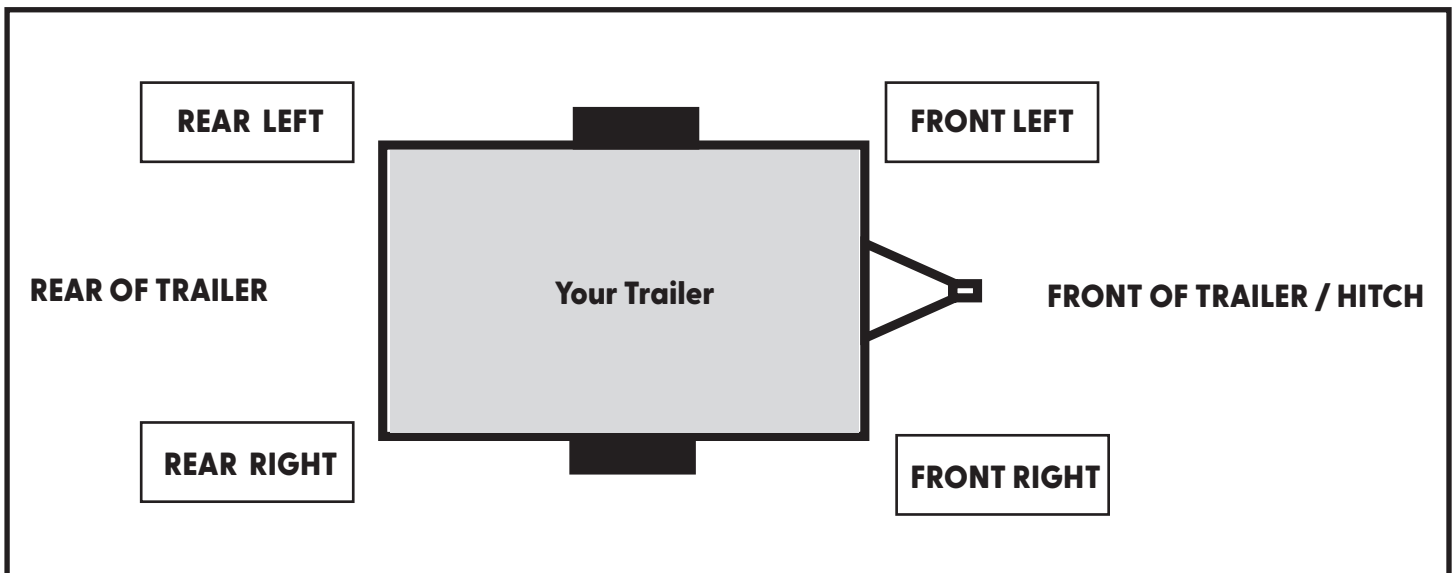 REAR LEFT
FRONT LEFT
REAR OF TRAILER
Your Trailer
FRONT OF TRAILER / HITCH
REAR RIGHT
FRONT RIGHT